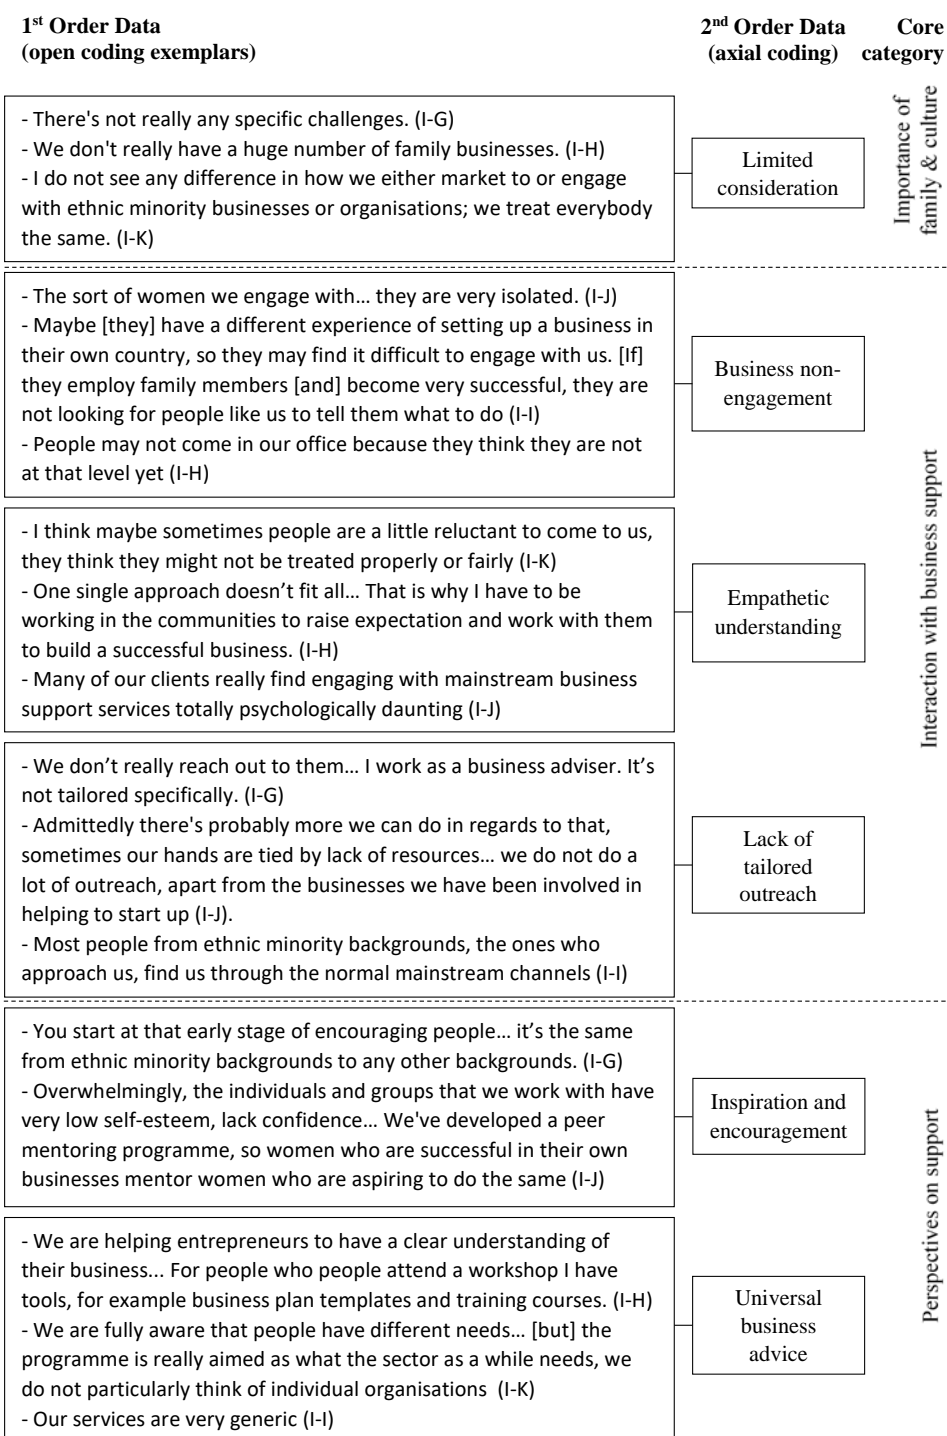 1st Order Data
(open coding exemplars)
2nd Order Data
(axial coding)
Core
category
- There's not really any specific challenges. (I-G)
- We don't really have a huge number of family businesses. (I-H)
- I do not see any difference in how we either market to or engage
with ethnic minority businesses or organisations; we treat everybody
the same. (I-K)
Limited
consideration
Importance of
family & culture
- The sort of women we engage with… they are very isolated. (I-J)
- Maybe [they] have a different experience of setting up a business in
their own country, so they may find it difficult to engage with us. [If]
they employ family members [and] become very successful, they are
not looking for people like us to tell them what to do (I-I)
- People may not come in our office because they think they are not
at that level yet (I-H)
Business non-
engagement
- I think maybe sometimes people are a little reluctant to come to us,
they think they might not be treated properly or fairly (I-K)
- One single approach doesn’t fit all… That is why I have to be
working in the communities to raise expectation and work with them
to build a successful business. (I-H)
- Many of our clients really find engaging with mainstream business
support services totally psychologically daunting (I-J)
Empathetic
understanding
Interaction with business support
- We don’t really reach out to them… I work as a business adviser. It’s
not tailored specifically. (I-G)
- Admittedly there's probably more we can do in regards to that,
sometimes our hands are tied by lack of resources… we do not do a
lot of outreach, apart from the businesses we have been involved in
helping to start up (I-J).
- Most people from ethnic minority backgrounds, the ones who
approach us, find us through the normal mainstream channels (I-I)
Lack of
tailored
outreach
- You start at that early stage of encouraging people… it’s the same
from ethnic minority backgrounds to any other backgrounds. (I-G)
- Overwhelmingly, the individuals and groups that we work with have
very low self-esteem, lack confidence… We've developed a peer
mentoring programme, so women who are successful in their own
businesses mentor women who are aspiring to do the same (I-J)
Inspiration and
encouragement
Perspectives on support
- We are helping entrepreneurs to have a clear understanding of
their business... For people who people attend a workshop I have
tools, for example business plan templates and training courses. (I-H)
- We are fully aware that people have different needs… [but] the
programme is really aimed as what the sector as a while needs, we
do not particularly think of individual organisations (I-K)
- Our services are very generic (I-I)
Universal
business
advice